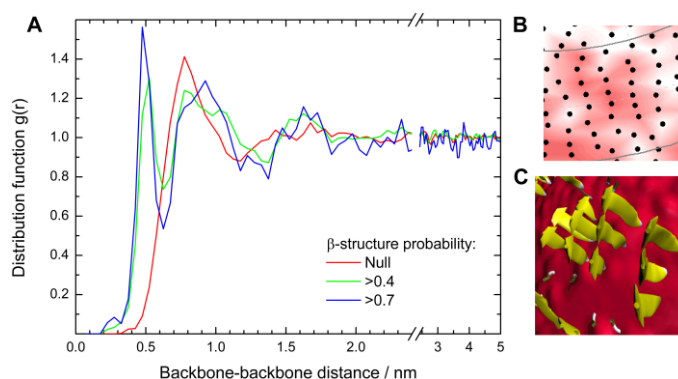 A
B
C
Distribution function g(r)
1.4
1.2
1.0
0.8
0.6
0.4
0.2
β-structure probability:
Null
>0.4
>0.7
0.0 0.5 1.0 1.5 2.0 3 4 5
Backbone-backbone distance / nm